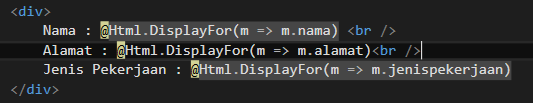 <div>
Nama : @Html.DisplayFor(m => m.nama) <br />
Alamat : @Html.DisplayFor(m => m.alamat)<br />
Jenis Pekerjaan : @Html.DisplayFor(m => m.jenispekerjaan)
</div>